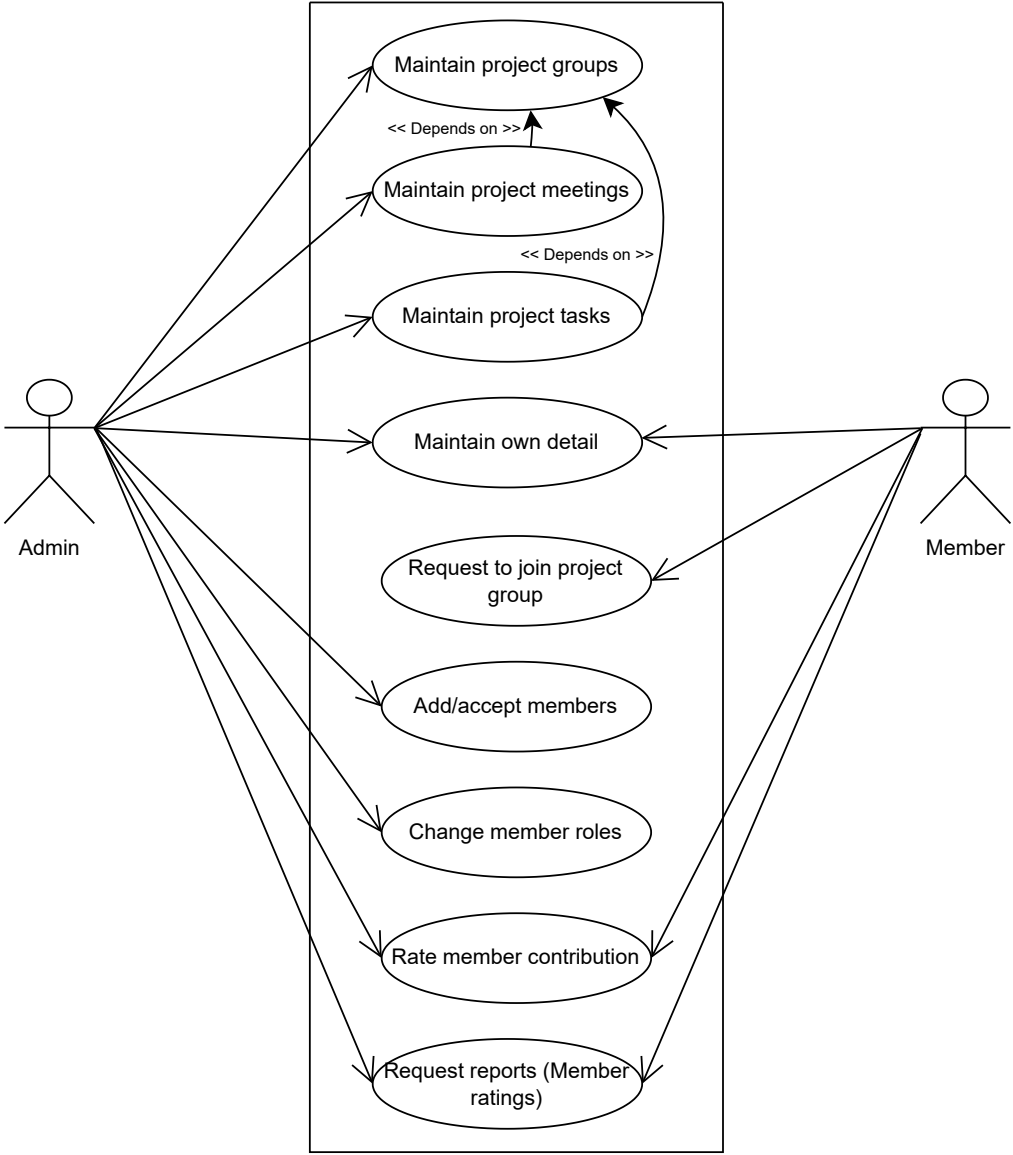 Maintain project groups
<< Depends on >>
Maintain project meetings
<< Depends on >>
Maintain project tasks
Maintain own detail
Admin
Member
Request to join project
group
Add/accept members
Change member roles
Rate member contribution
Request reports (Member
ratings)